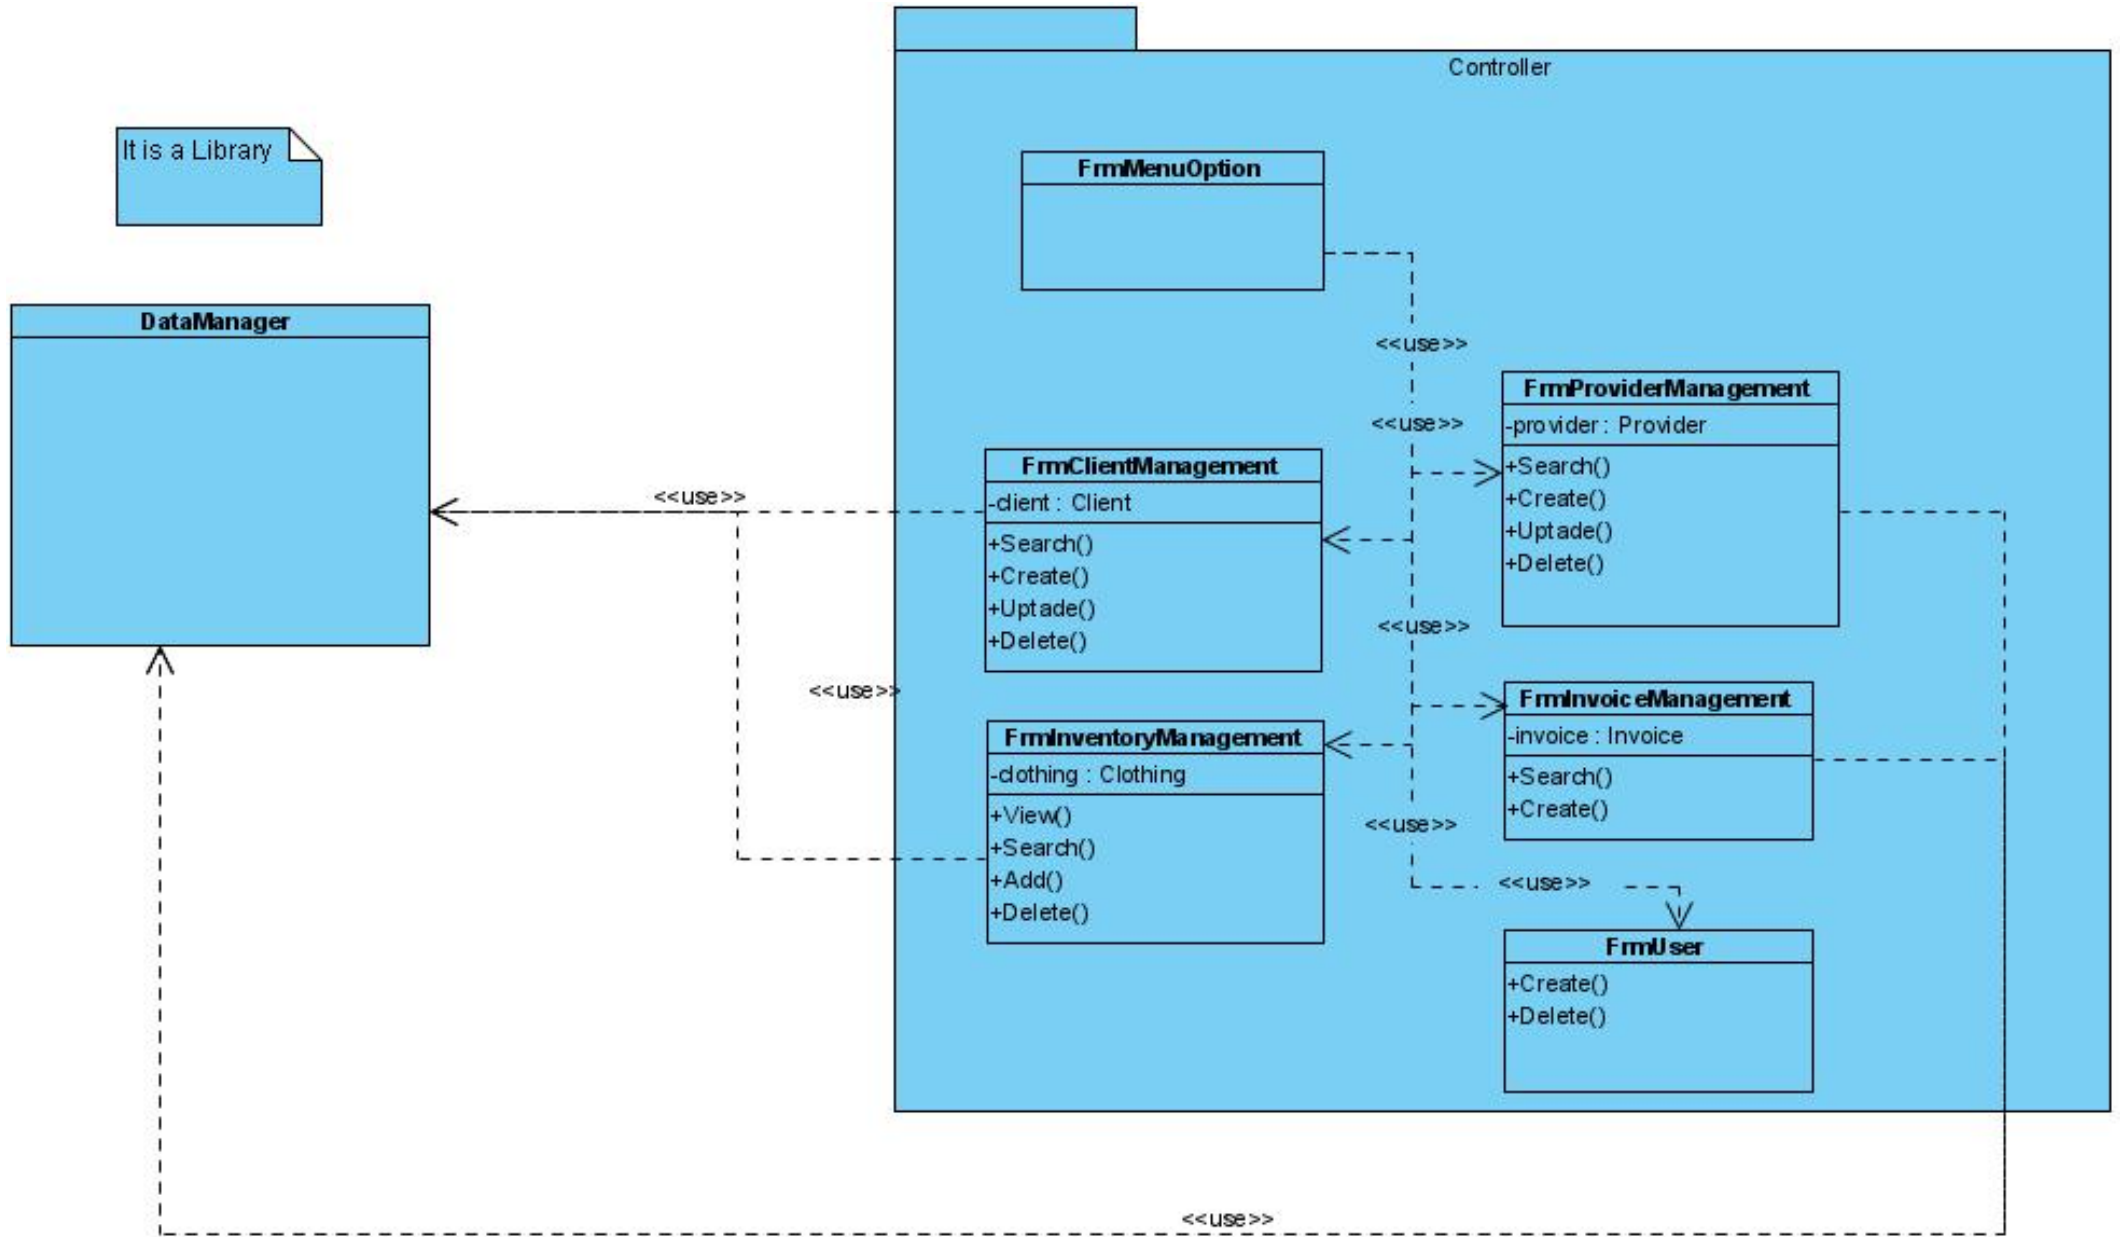 Controller
It is a Library
FrmMenuOption
DataManager
<<use>>
FrmProviderManagement
-provider : Provider
+Search()
+Create()
+Uptade()
+Delete()
<<use>>
FrmClientManagement
-client : Client
+Search()
+Create()
+Uptade()
+Delete()
<<use>>
<<use>>
<<use>>
FrmInvoiceManagement
-invoice : Invoice
+Search()
+Create()
FrmInventoryManagement
-clothing : Clothing
+View()
+Search()
+Add()
+Delete()
<<use>>
<<use>>
FrmUser
+Create()
+Delete()
<<use>>